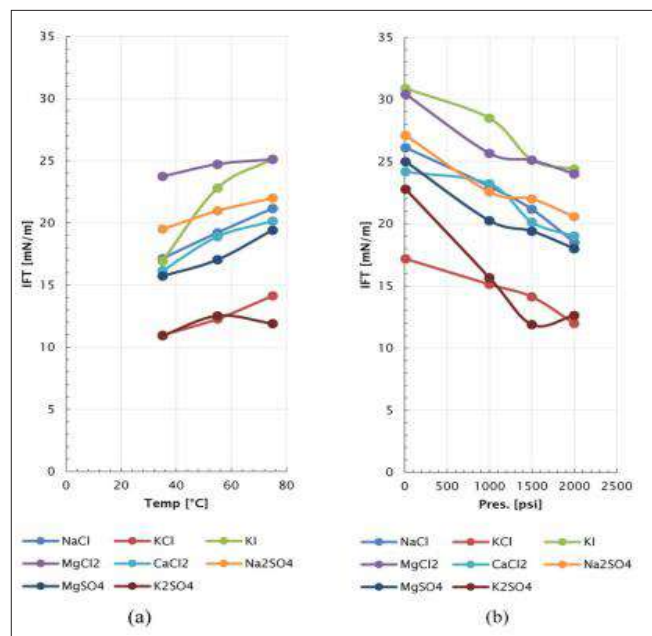 35
30
25
20
15
10
5
0
IFT [mN/m]
0 20 40 60 80
Temp [°C]
NaCl KCl KI
MgCl2 CaCl2 Na2SO4
MgSO4 K2SO4
(a)
35
30
25
20
15
10
5
0
IFT [mN/m]
0 500 1000 1500 2000 2500
Pres. [psi]
NaCl KCl KI
MgCl2 CaCl2 Na2SO4
MgSO4 K2SO4
(b)